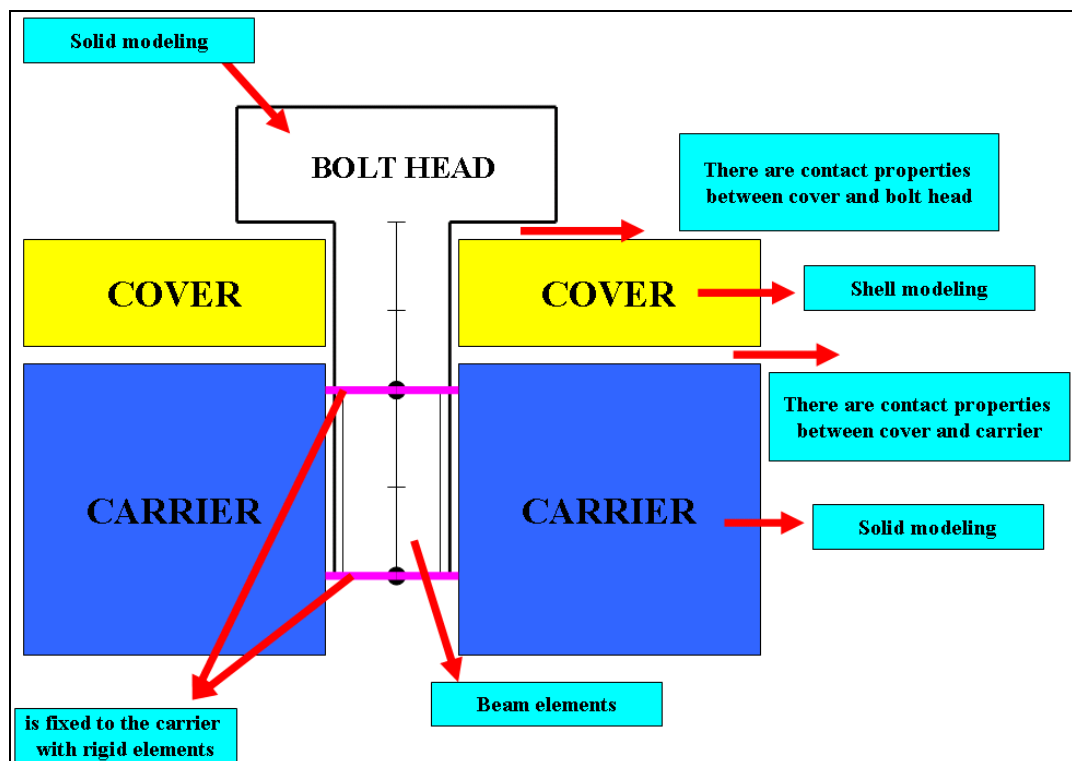 Solid modeling
BOLT HEAD
There are contact properties
between cover and bolt head
COVER
COVER
Shell modeling
There are contact properties
between cover and carrier
CARRIER
CARRIER
Solid modeling
Beam elements
is fixed to the carrier
with rigid elements